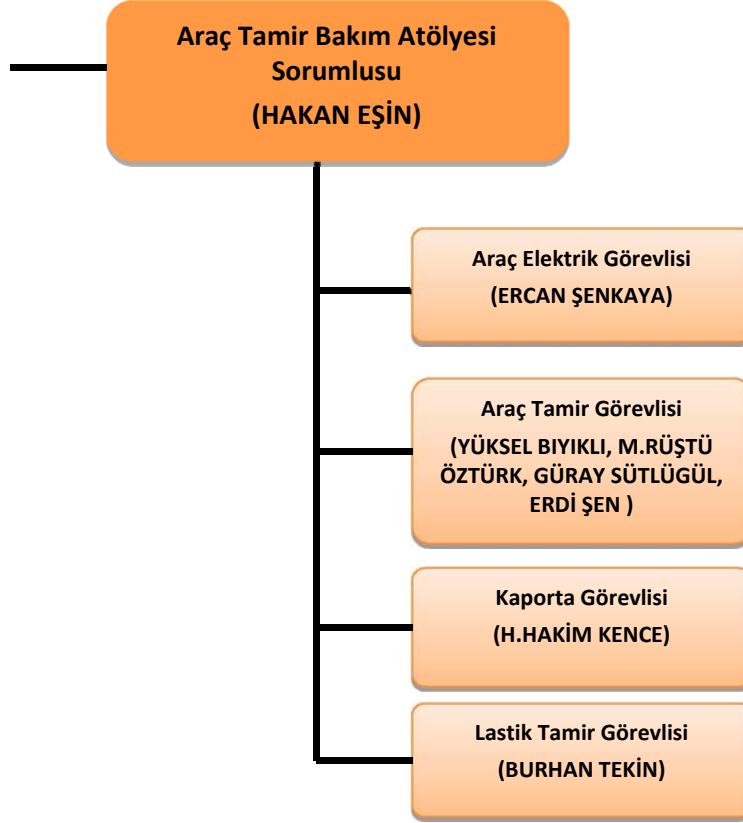 Araç Tamir Bakım Atölyesi
Sorumlusu
(HAKAN EŞİN)
Araç Elektrik Görevlisi
(ERCAN ŞENKAYA)
Araç Tamir Görevlisi
(YÜKSEL BIYIKLI, M.RÜŞTÜ
ÖZTÜRK, GÜRAY SÜTLÜGÜL,
ERDİ ŞEN )
Kaporta Görevlisi
(H.HAKİM KENCE)
Lastik Tamir Görevlisi
(BURHAN TEKİN)